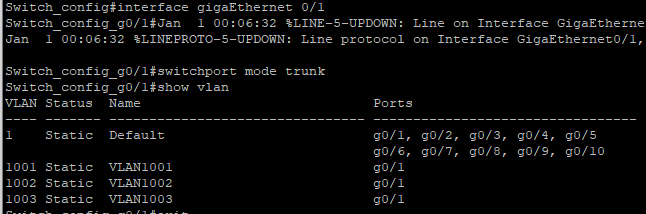 Switch_config#interface gigaEthernet 0/1
Switch_config_g0/1#Jan  1 00:06:32 %LINE-5-UPDOWN: Line on Interface GigaEtherne
Jan  1 00:06:32 %LINEPROTO-5-UPDOWN: Line protocol on Interface GigaEthernet0/1,
Switch_config_g0/1#switchport mode trunk
Switch_config_g0/1#show vlan
VLAN Status  Name                             Ports
---- ------- -------------------------------- ---------------------------------
1    Static  Default                          g0/1, g0/2, g0/3, g0/4, g0/5
                                              g0/6, g0/7, g0/8, g0/9, g0/10
1001 Static  VLAN1001                         g0/1
1002 Static  VLAN1002                         g0/1
1003 Static  VLAN1003                         g0/1
Switch_config_g0/1#exit